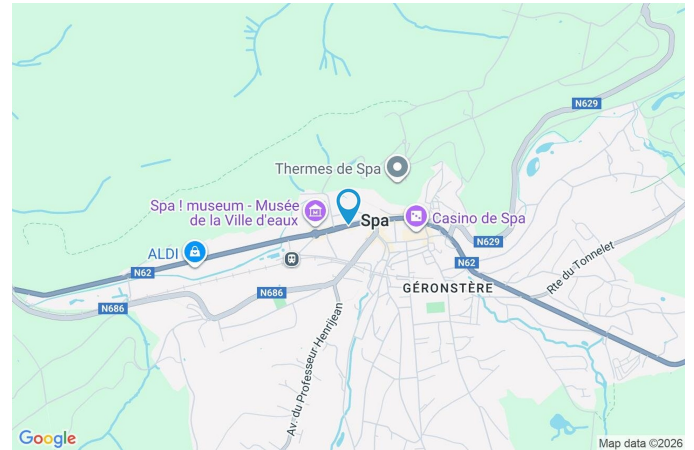 N629
Thermes de Spa
Spa ! museum - Musée
de la Ville d'eaux
Spa
Casino de Spa
ALDI
N629
N62
N62
N686
N686
GÉRONSTÈRE
Rte du Tonnelet
Av. du Professeur Henrijean
Google
Map data ©2026